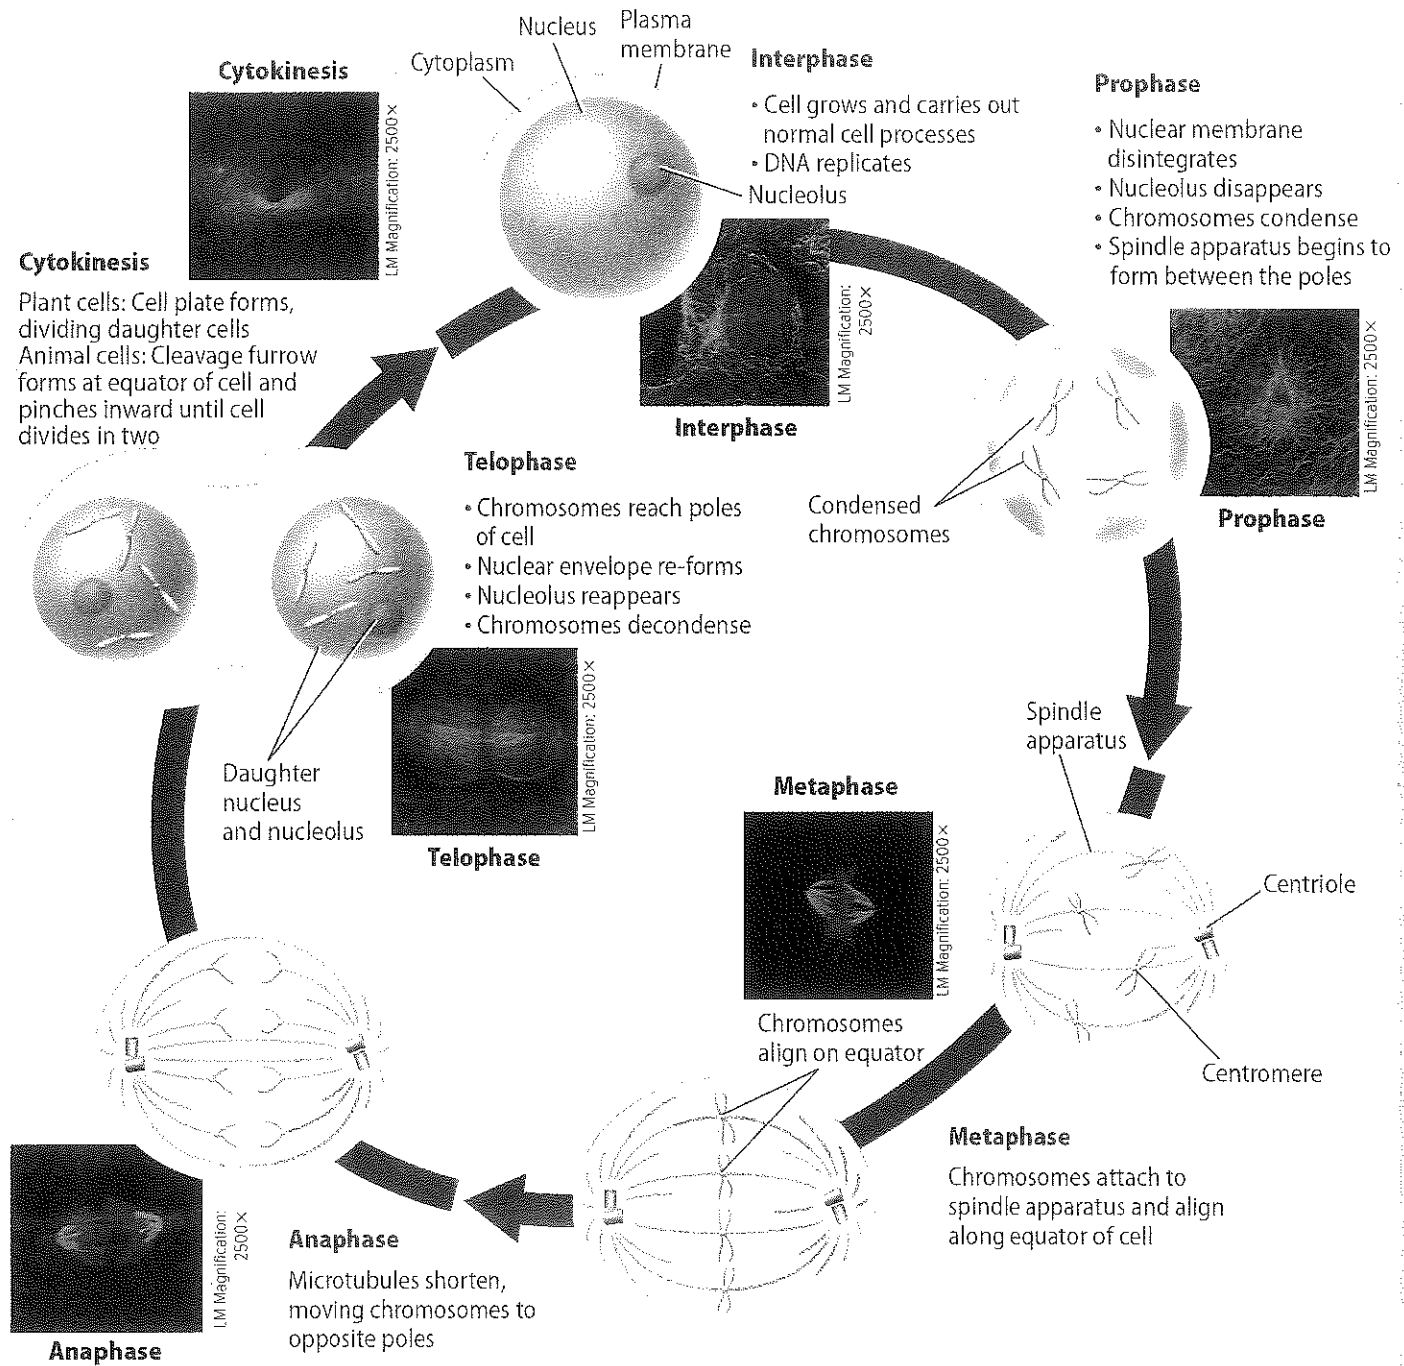 Nucleus
Plasma
membrane
Cytoplasm
Cytokinesis
LM Magnification: 2500×
Interphase
• Cell grows and carries out
normal cell processes
• DNA replicates
Nucleolus
LM Magnification:
2500×
Interphase
Prophase
• Nuclear membrane
disintegrates
• Nucleolus disappears
• Chromosomes condense
• Spindle apparatus begins to
form between the poles
LM Magnification: 2500×
Prophase
Condensed
chromosomes
Cytokinesis
Plant cells: Cell plate forms,
dividing daughter cells
Animal cells: Cleavage furrow
forms at equator of cell and
pinches inward until cell
divides in two
Telophase
• Chromosomes reach poles
of cell
• Nuclear envelope re-forms
• Nucleolus reappears
• Chromosomes decondense
LM Magnification: 2500×
Telophase
Daughter
nucleus
and nucleolus
Spindle
apparatus
Metaphase
LM Magnification: 2500×
Centriole
Centromere
Chromosomes
align on equator
Metaphase
Chromosomes attach to
spindle apparatus and align
along equator of cell
Anaphase
Microtubules shorten,
moving chromosomes to
opposite poles
LM Magnification:
2500×
Anaphase